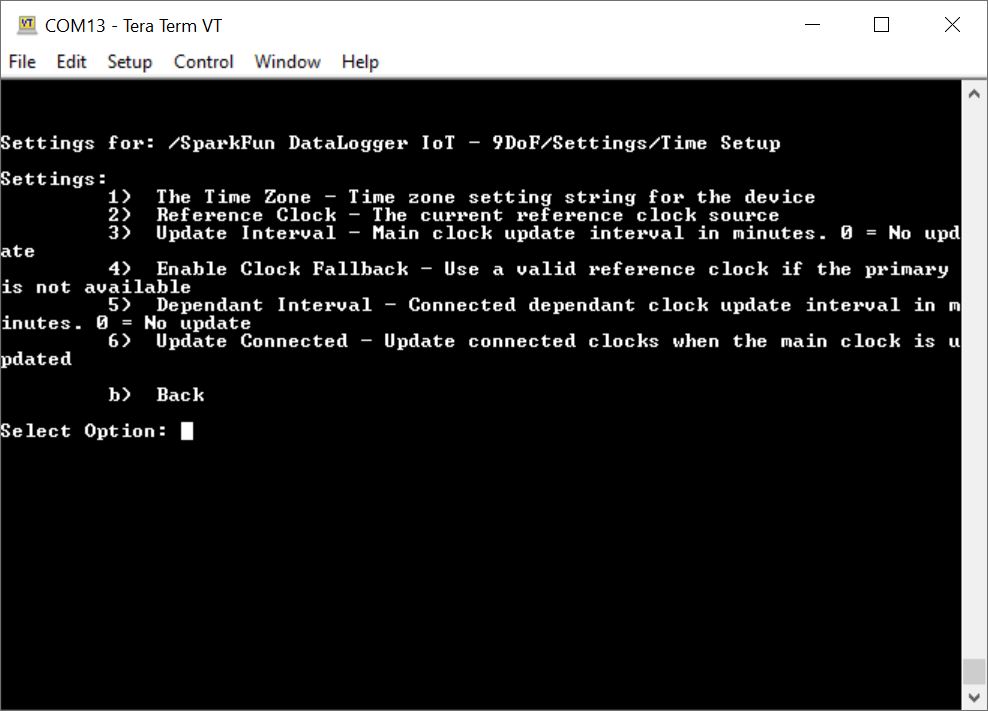 COM13 - Tera Term VT
File Edit Setup Control Window Help
Settings for: /SparkFun DataLogger IoT - 9DoF/Settings/Time Setup
Settings:
1) The Time Zone - Time zone setting string for the device
2) Reference Clock - The current reference clock source
3) Update Interval - Main clock update interval in minutes. 0 = No upd
ate
4) Enable Clock Fallback - Use a valid reference clock if the primary
is not available
5) Dependant Interval - Connected dependant clock update interval in m
inutes. 0 = No update
6) Update Connected - Update connected clocks when the main clock is u
pdated
b) Back
Select Option: